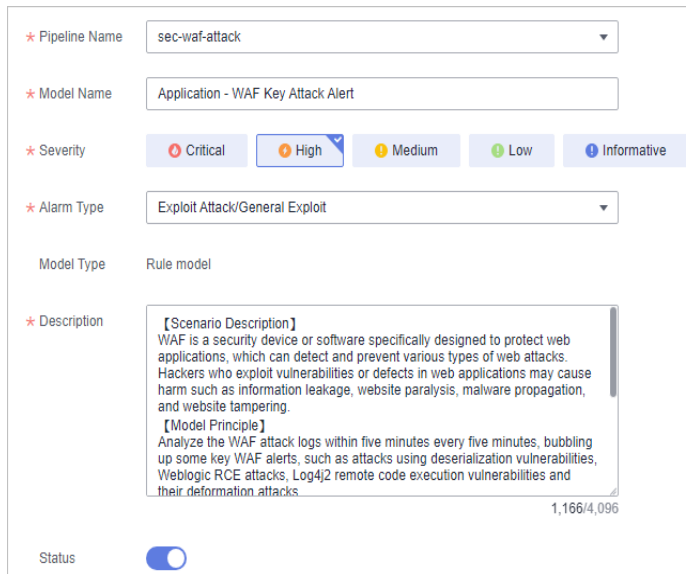 * Pipeline Name sec-waf-attack
* Model Name Application - WAF Key Attack Alert
* Severity Critical High Medium Low Informative
* Alarm Type Exploit Attack/General Exploit
Model Type Rule model
* Description
【Scenario Description】
WAF is a security device or software specifically designed to protect web
applications, which can detect and prevent various types of web attacks.
Hackers who exploit vulnerabilities or defects in web applications may cause
harm such as information leakage, website paralysis, malware propagation,
and website tampering.
【Model Principle】
Analyze the WAF attack logs within five minutes every five minutes, bubbling
up some key WAF alerts, such as attacks using deserialization vulnerabilities,
Weblogic RCE attacks, Log4j2 remote code execution vulnerabilities and
their deformation attacks
1,166/4,096
Status